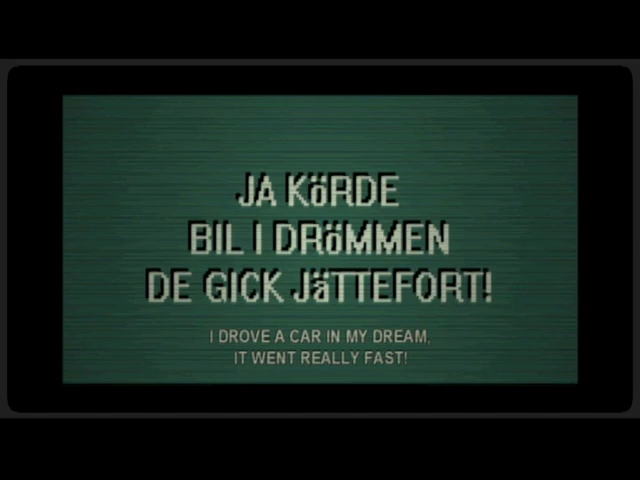 JA KöRDE
BIL I DRöMMEN
DE GICK JäTTEFORT!
I DROVE A CAR IN MY DREAM,
IT WENT REALLY FAST!